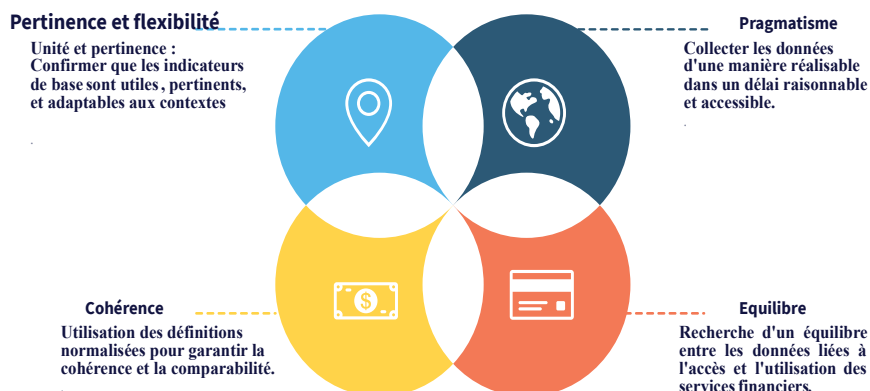 Pertinence et flexibilité
Unité et pertinence :
Confirmer que les indicateurs
de base sont utiles, pertinents,
et adaptables aux contextes
.
Pragmatisme
Collecter les données
d'une manière réalisable
dans un délai raisonnable
et accessible.
.
$
Cohérence
Utilisation des définitions
normalisées pour garantir la
cohérence et la comparabilité.
Equilibre
Recherche d'un équilibre
entre les données liées à
l'accès et l'utilisation des
services financiers.